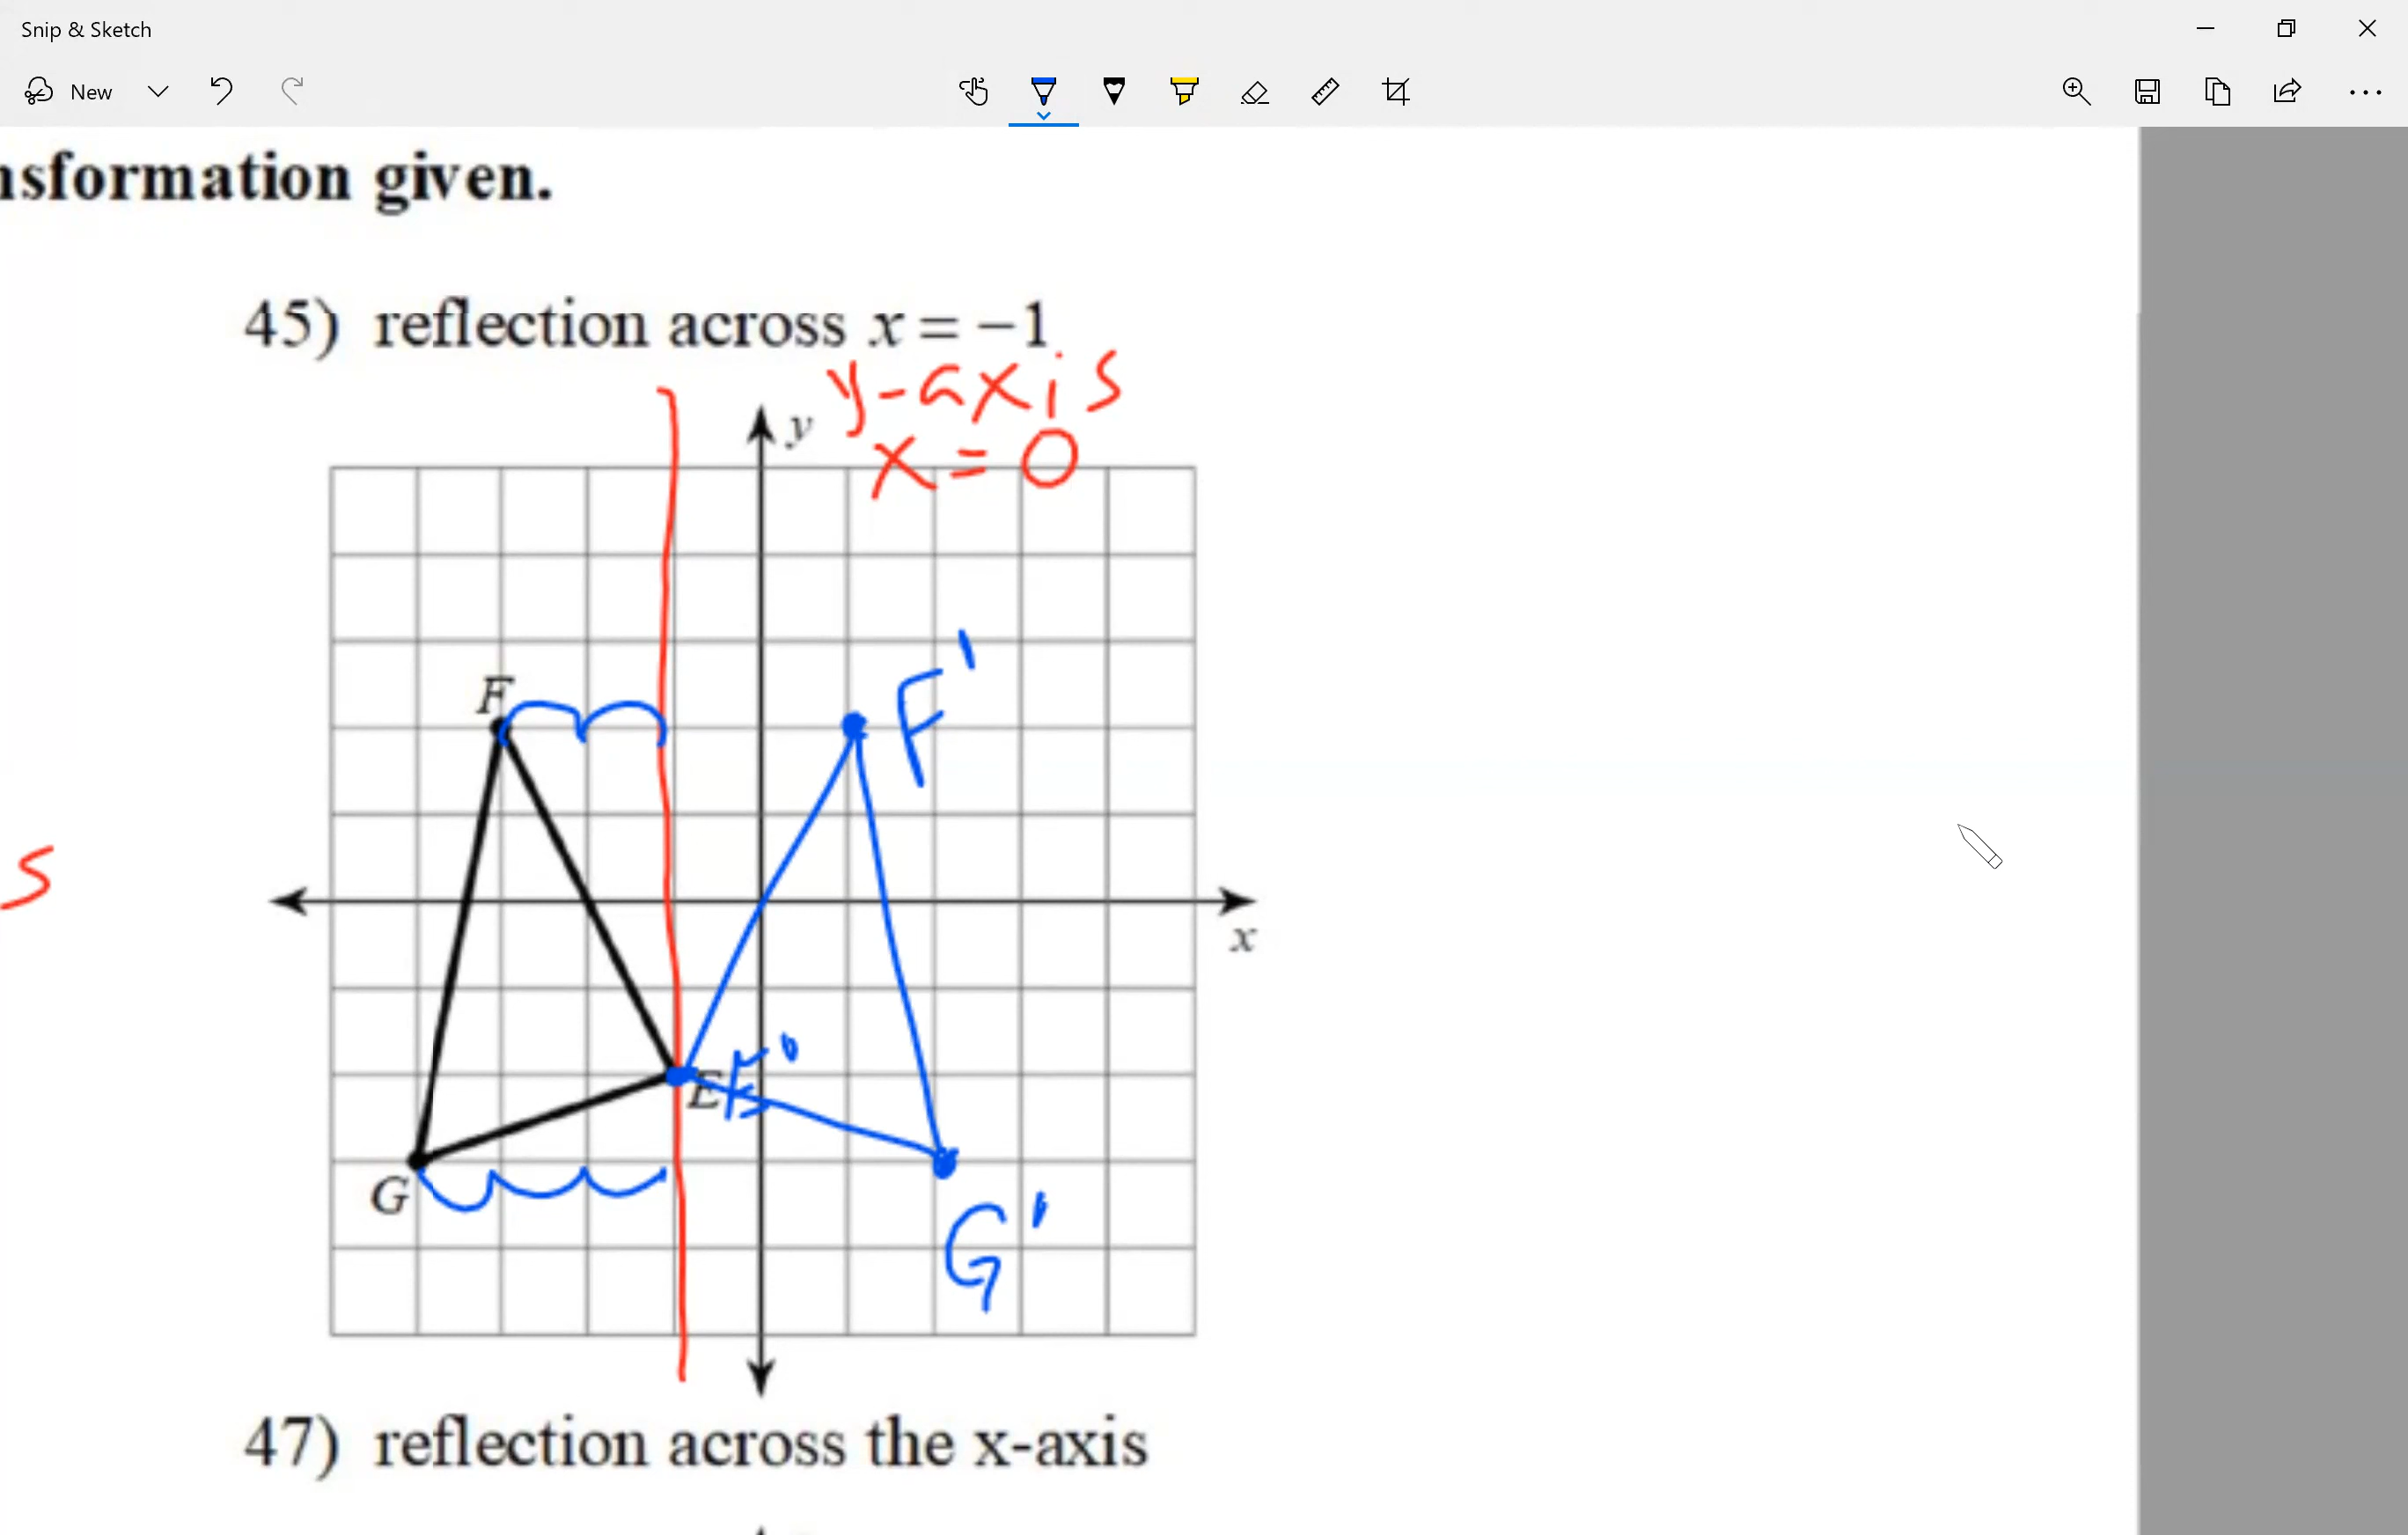 Snip & Sketch
New
nsformation given.
45) reflection across x = −1
y-axis
x = 0
y
F
F'
s
x
E
E'
G
G'
47) reflection across the x-axis